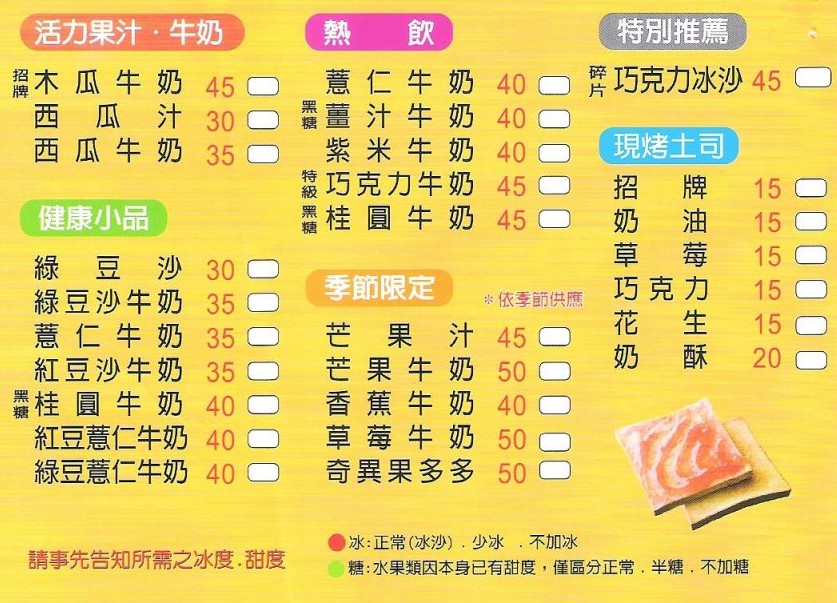 活力果汁．牛奶
招牌 木瓜牛奶 45
西瓜汁 30
西瓜牛奶 35
健康小品
綠豆沙 30
綠豆沙牛奶 35
薏仁牛奶 35
紅豆沙牛奶 35
黑糖 桂圓牛奶 40
紅豆薏仁牛奶 40
綠豆薏仁牛奶 40
請事先告知所需之冰度.甜度
熱飲
薏仁牛奶 40
黑糖 薑汁牛奶 40
紫米牛奶 40
特級 巧克力牛奶 45
黑糖 桂圓牛奶 45
季節限定 *依季節供應
芒果汁 45
芒果牛奶 50
香蕉牛奶 40
草莓牛奶 50
奇異果多多 50
冰:正常(冰沙).少冰 .不加冰
糖:水果類因本身已有甜度，僅區分正常.半糖.不加糖
特別推薦
碎片 巧克力冰沙 45
現烤土司
招牌 15
奶油 15
草莓 15
巧克力 15
花生 15
奶酥 20